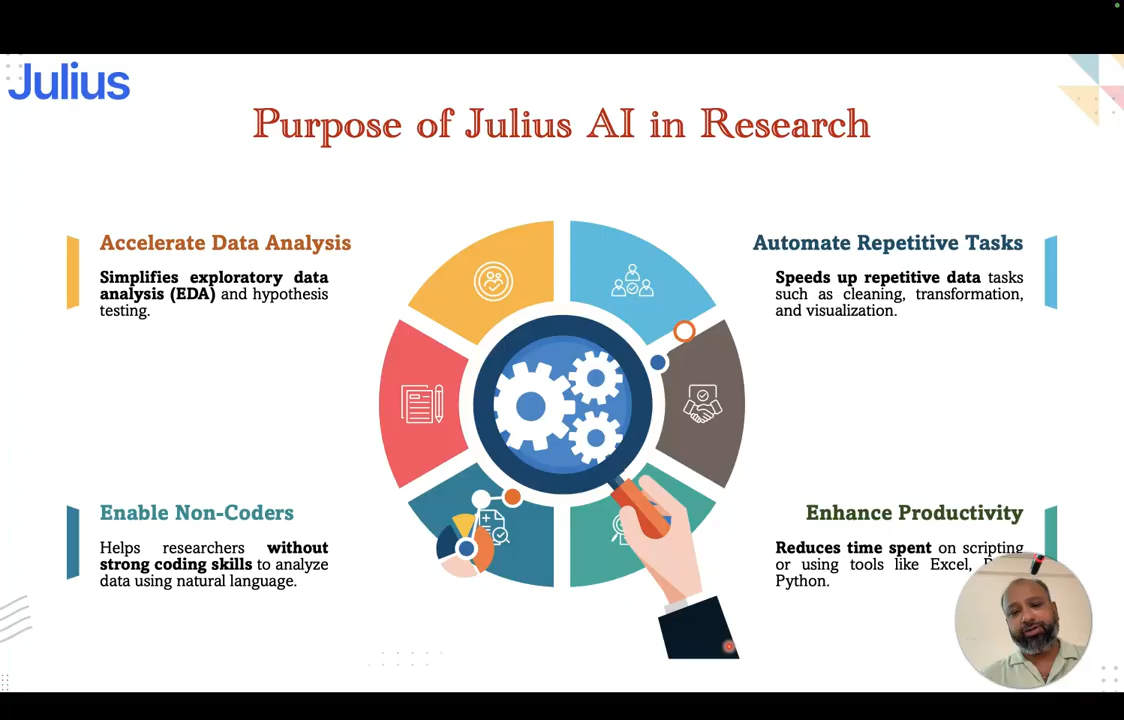 Julius
Purpose of Julius AI in Research
Accelerate Data Analysis
Simplifies exploratory data
analysis (EDA) and hypothesis
testing.
Automate Repetitive Tasks
Speeds up repetitive data tasks
such as cleaning, transformation,
and visualization.
Enable Non-Coders
Helps researchers without
strong coding skills to analyze
data using natural language.
Enhance Productivity
Reduces time spent on scripting
or using tools like Excel,
Python.